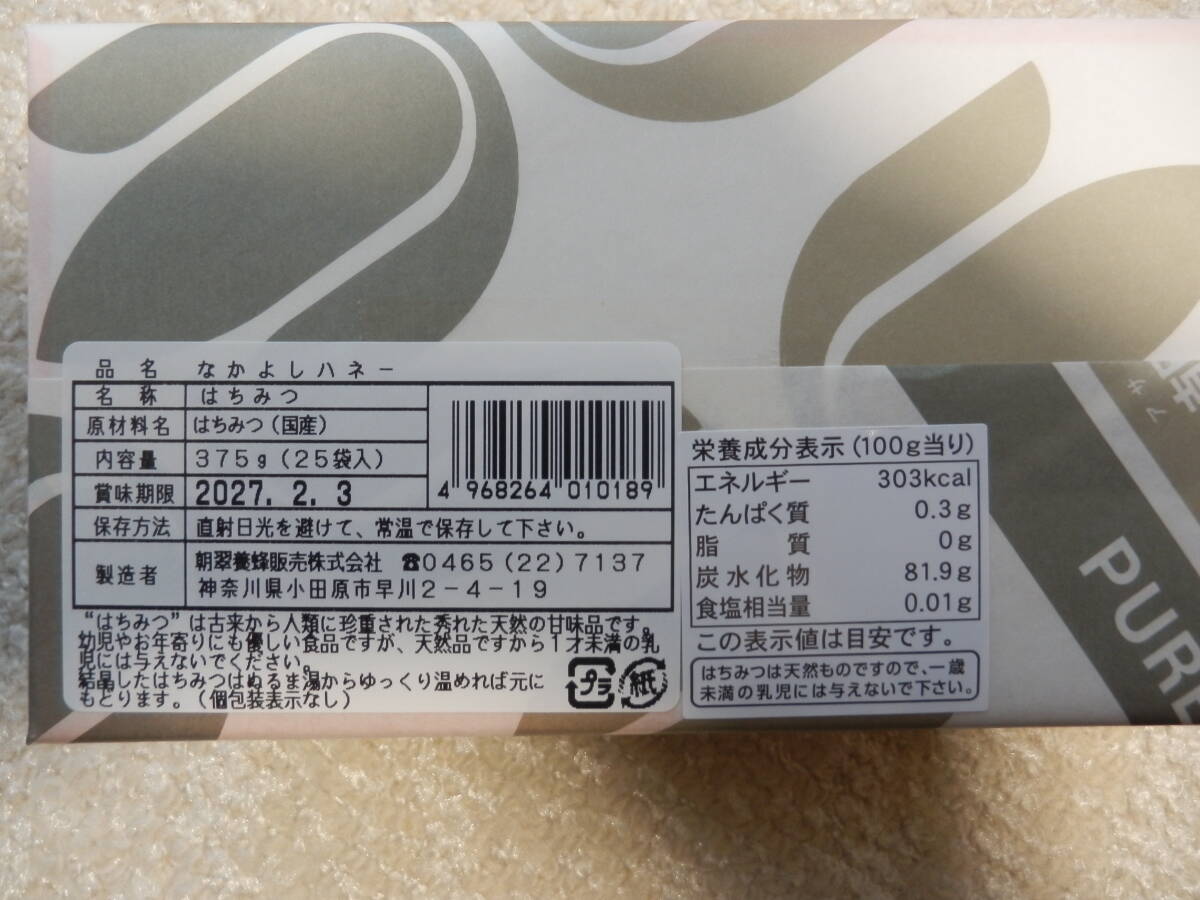 品名 なかよしハネー
名称 はちみつ
原材料名 はちみつ（国産）
内容量 375g（25袋入）
賞味期限 2027. 2. 3
保存方法 直射日光を避けて、常温で保存して下さい。
製造者 朝翠養蜂販売株式会社 ☎0465（22）7137
神奈川県小田原市早川2－4－19
4 968264 010189
“はちみつ”は古来から人類に珍重された秀れた天然の甘味品です。
幼児やお年寄りにも優しい食品ですが、天然品ですから1才未満の乳
児には与えないでください。
結晶したはちみつはぬるま湯からゆっくり温めれば元に
もどります。（個包装表示なし）
プラ
紙
栄養成分表示（100g当り）
エネルギー 303kcal
たんぱく質 0.3g
脂質 0g
炭水化物 81.9g
食塩相当量 0.01g
この表示値は目安です。
はちみつは天然ものですので、一歳
未満の乳児には与えないで下さい。
アサ
PURE